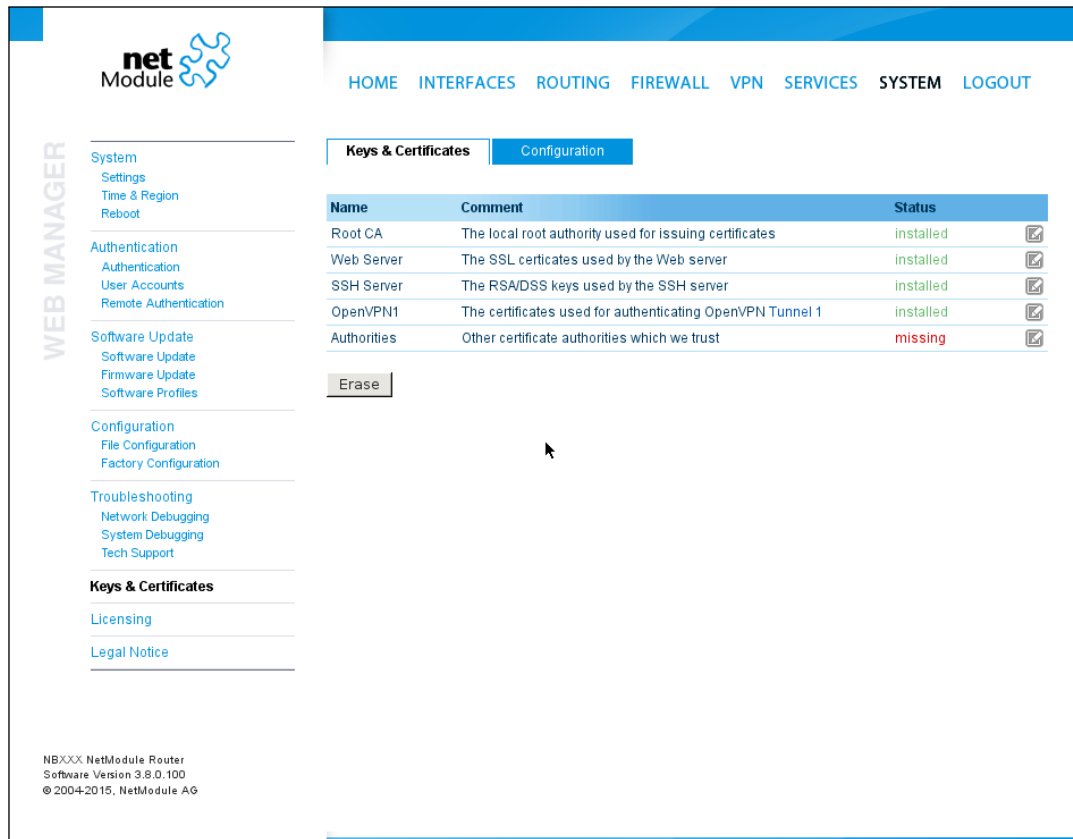 net
Module
HOME INTERFACES ROUTING FIREWALL VPN SERVICES SYSTEM LOGOUT
WEB MANAGER
System
Settings
Time & Region
Reboot
Authentication
Authentication
User Accounts
Remote Authentication
Software Update
Software Update
Firmware Update
Software Profiles
Configuration
File Configuration
Factory Configuration
Troubleshooting
Network Debugging
System Debugging
Tech Support
Keys & Certificates
Licensing
Legal Notice
Keys & Certificates Configuration
Name Comment Status
Root CA The local root authority used for issuing certificates installed
Web Server The SSL certicates used by the Web server installed
SSH Server The RSA/DSS keys used by the SSH server installed
OpenVPN1 The certificates used for authenticating OpenVPN Tunnel 1 installed
Authorities Other certificate authorities which we trust missing
Erase
NBXXX NetModule Router
Software Version 3.8.0.100
© 2004-2015, NetModule AG